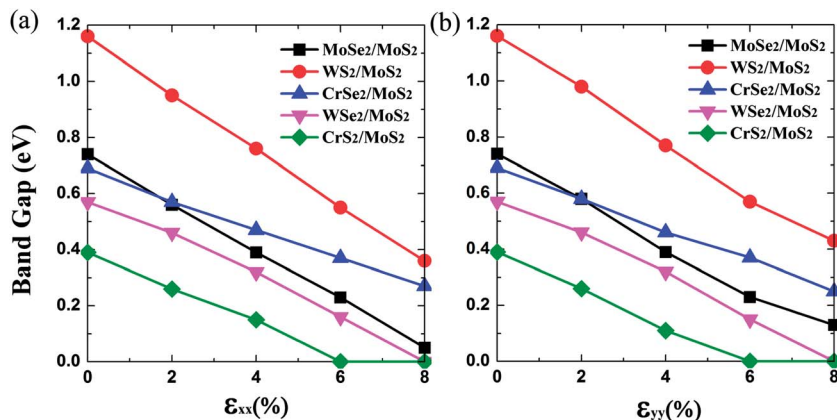 (a)
Band Gap (eV)
1.2
1.0
0.8
0.6
0.4
0.2
0.0
0 2 4 6 8
εxx(%)
MoSe₂/MoS₂
WS₂/MoS₂
CrSe₂/MoS₂
WSe₂/MoS₂
CrS₂/MoS₂
(b)
1.2
1.0
0.8
0.6
0.4
0.2
0.0
0 2 4 6 8
εyy(%)
MoSe₂/MoS₂
WS₂/MoS₂
CrSe₂/MoS₂
WSe₂/MoS₂
CrS₂/MoS₂